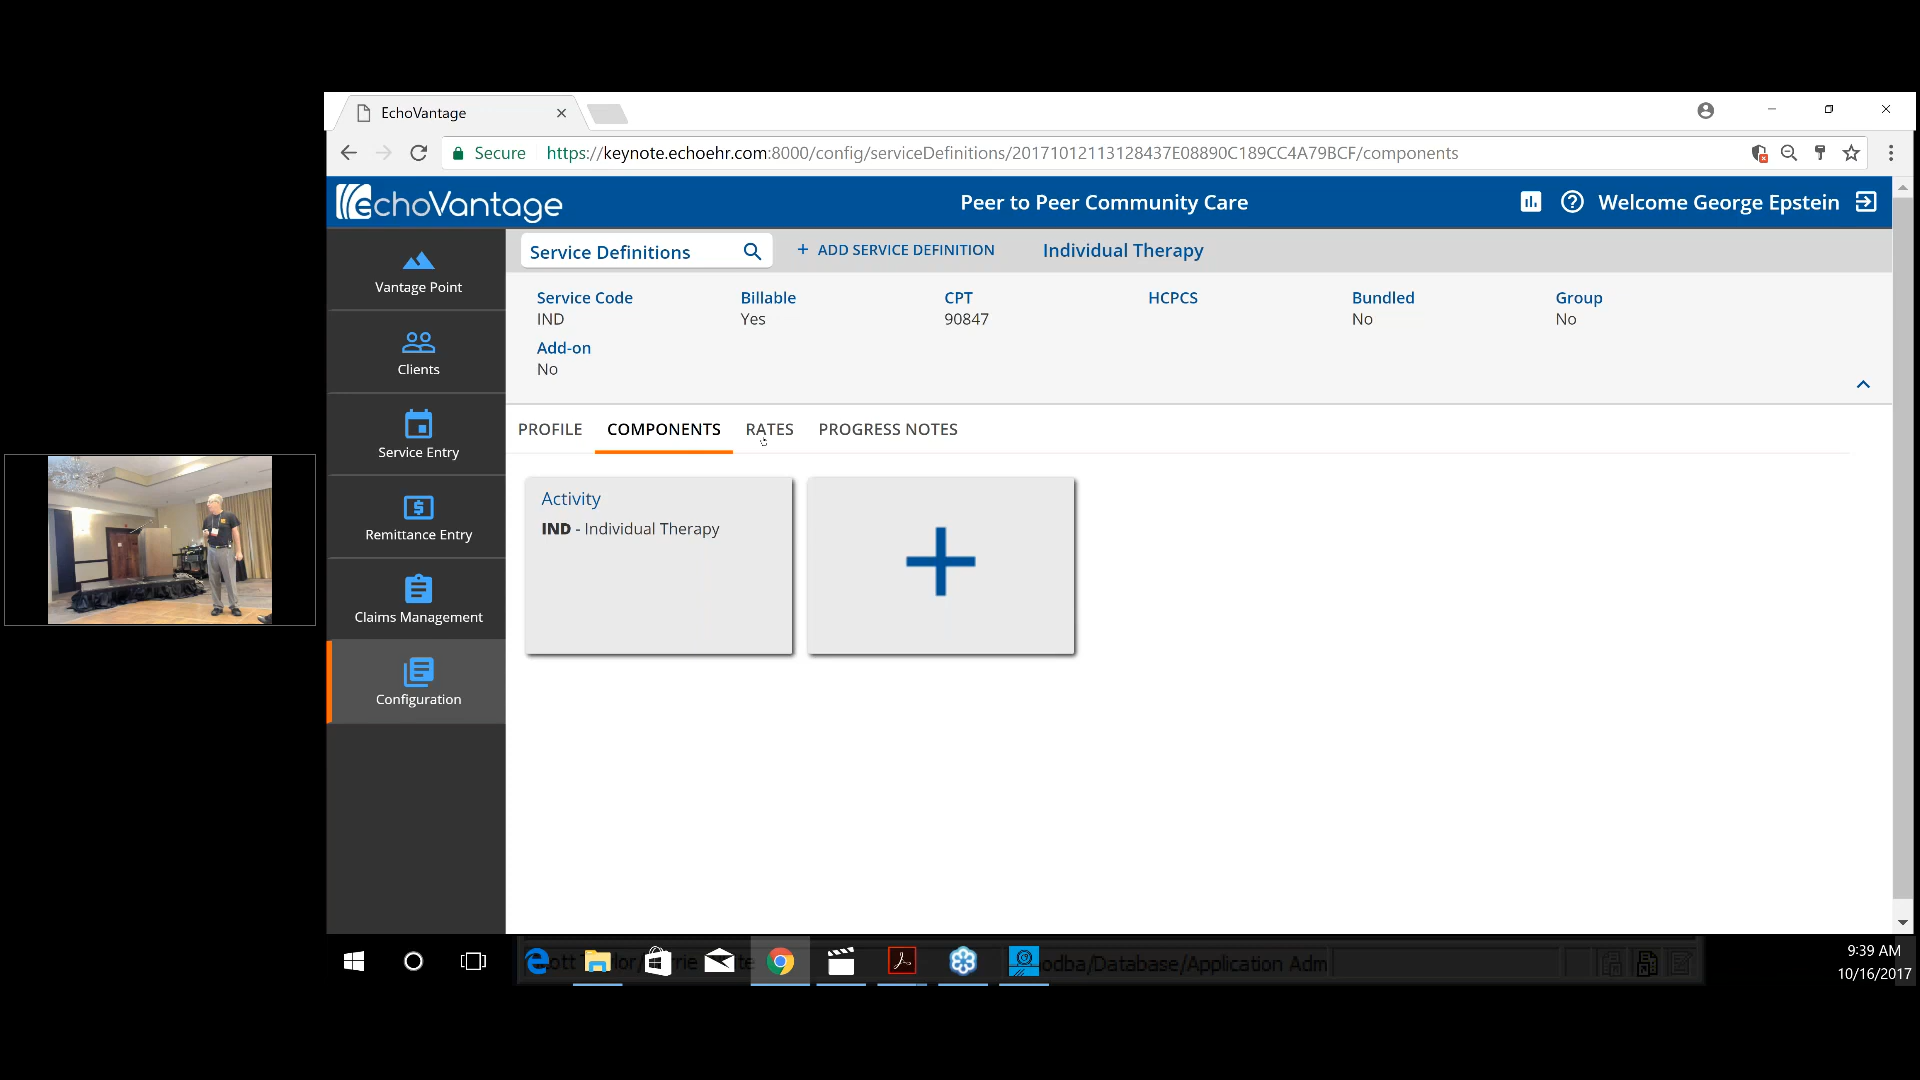 EchoVantage
Secure
https://keynote.echoehr.com:8000/config/serviceDefinitions/20171012113128437E08890C189CC4A79BCF/components
echoVantage
Peer to Peer Community Care
Welcome George Epstein
Vantage Point
Clients
Service Entry
Remittance Entry
Claims Management
Configuration
Service Definitions
+ ADD SERVICE DEFINITION
Individual Therapy
Service Code
IND
Billable
Yes
CPT
90847
HCPCS
Bundled
No
Group
No
Add-on
No
PROFILE
COMPONENTS
RATES
PROGRESS NOTES
Activity
IND - Individual Therapy
odba/Database/Application Adm
9:39 AM
10/16/2017